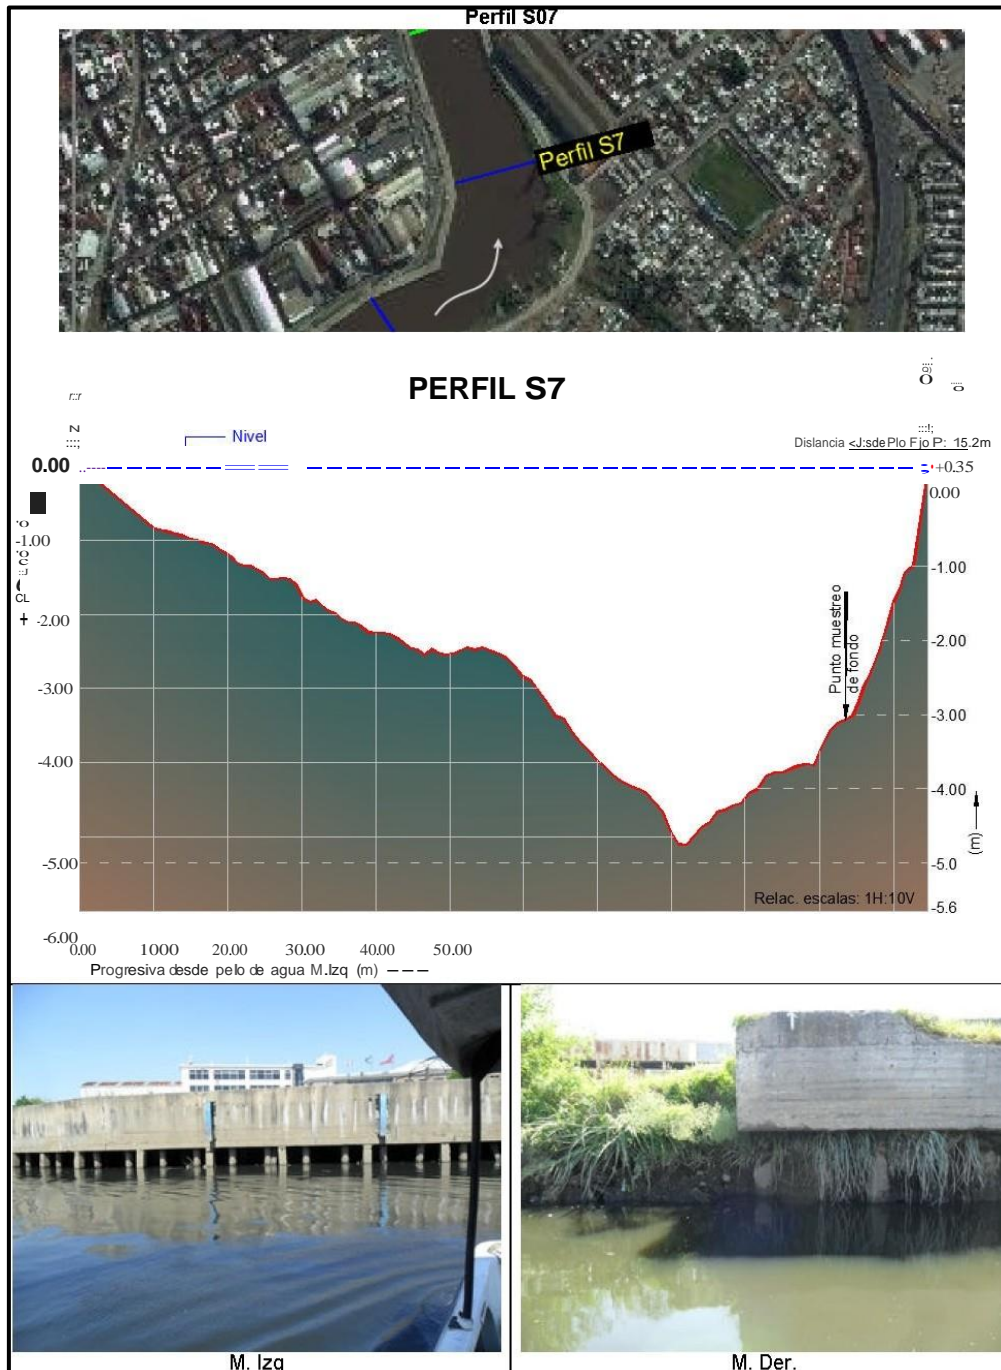 Perfil S07
Perfil S7
PERFIL S7
Nivel
Distancia
15.2m
0.00
+0.35
0.00
-1.00
-1.00
-2.00
-2.00
Punto muestreo
de fondo
-3.00
-3.00
-4.00
-4.00
(m)
-5.00
-5.0
Relac. escalas: 1H:10V
-5.6
-6.00
0.00 1000 20.00 30.00 40.00 50.00
Progresiva desde pelo de agua M.Izq (m)
M. Izq
M. Der.